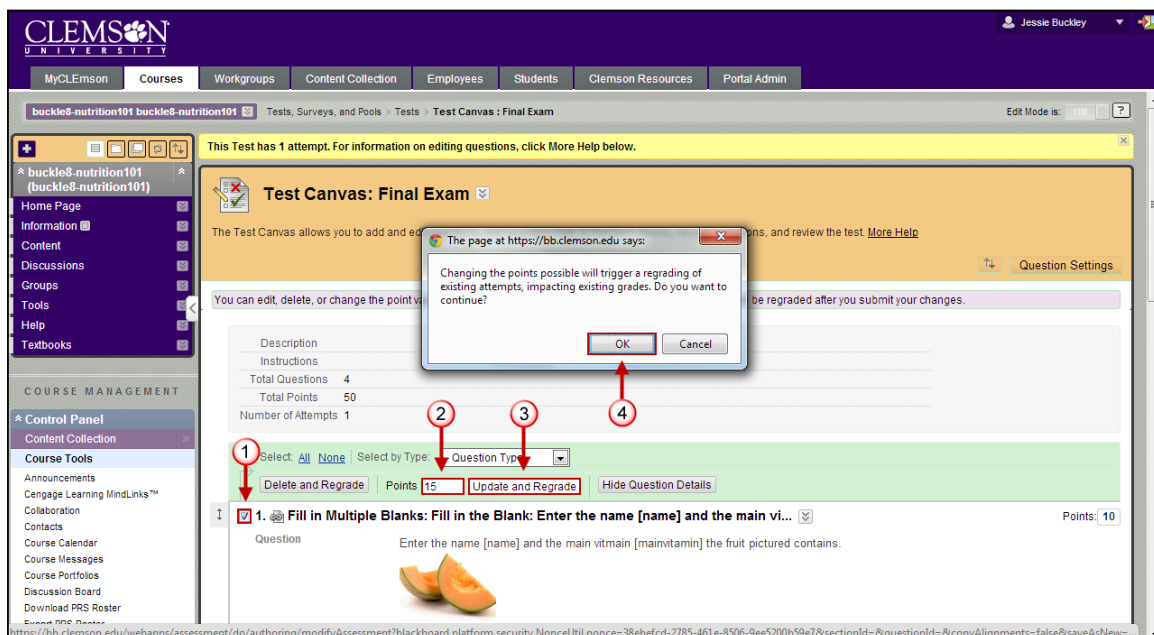 CLEMSON
UNIVERSITY
Jessie Buckley
MyCLEmson Courses Workgroups Content Collection Employees Students Clemson Resources Portal Admin
buckle8-nutrition101 buckle8-nutrition101 Tests, Surveys, and Pools > Tests > Test Canvas : Final Exam Edit Mode is: ON ?
This Test has 1 attempt. For information on editing questions, click More Help below.
buckle8-nutrition101
(buckle8-nutrition101)
Home Page
Information
Content
Discussions
Groups
Tools
Help
Textbooks
COURSE MANAGEMENT
Control Panel
Content Collection
Course Tools
Announcements
Cengage Learning MindLinks™
Collaboration
Contacts
Course Calendar
Course Messages
Course Portfolios
Discussion Board
Download PRS Roster
Export PRS Roster
Test Canvas: Final Exam
The Test Canvas allows you to add and ed ons, and review the test. More Help
Question Settings
The page at https://bb.clemson.edu says:
Changing the points possible will trigger a regrading of
existing attempts, impacting existing grades. Do you want to
continue?
OK Cancel
You can edit, delete, or change the point va be regraded after you submit your changes.
Description
Instructions
Total Questions 4
Total Points 50
Number of Attempts 1
1 2 3 4
Select: All None Select by Type: - Question Type
Delete and Regrade Points 15 Update and Regrade Hide Question Details
1. Fill in Multiple Blanks: Fill in the Blank: Enter the name [name] and the main vi... Points: 10
Question Enter the name [name] and the main vitmain [mainvitamin] the fruit pictured contains.